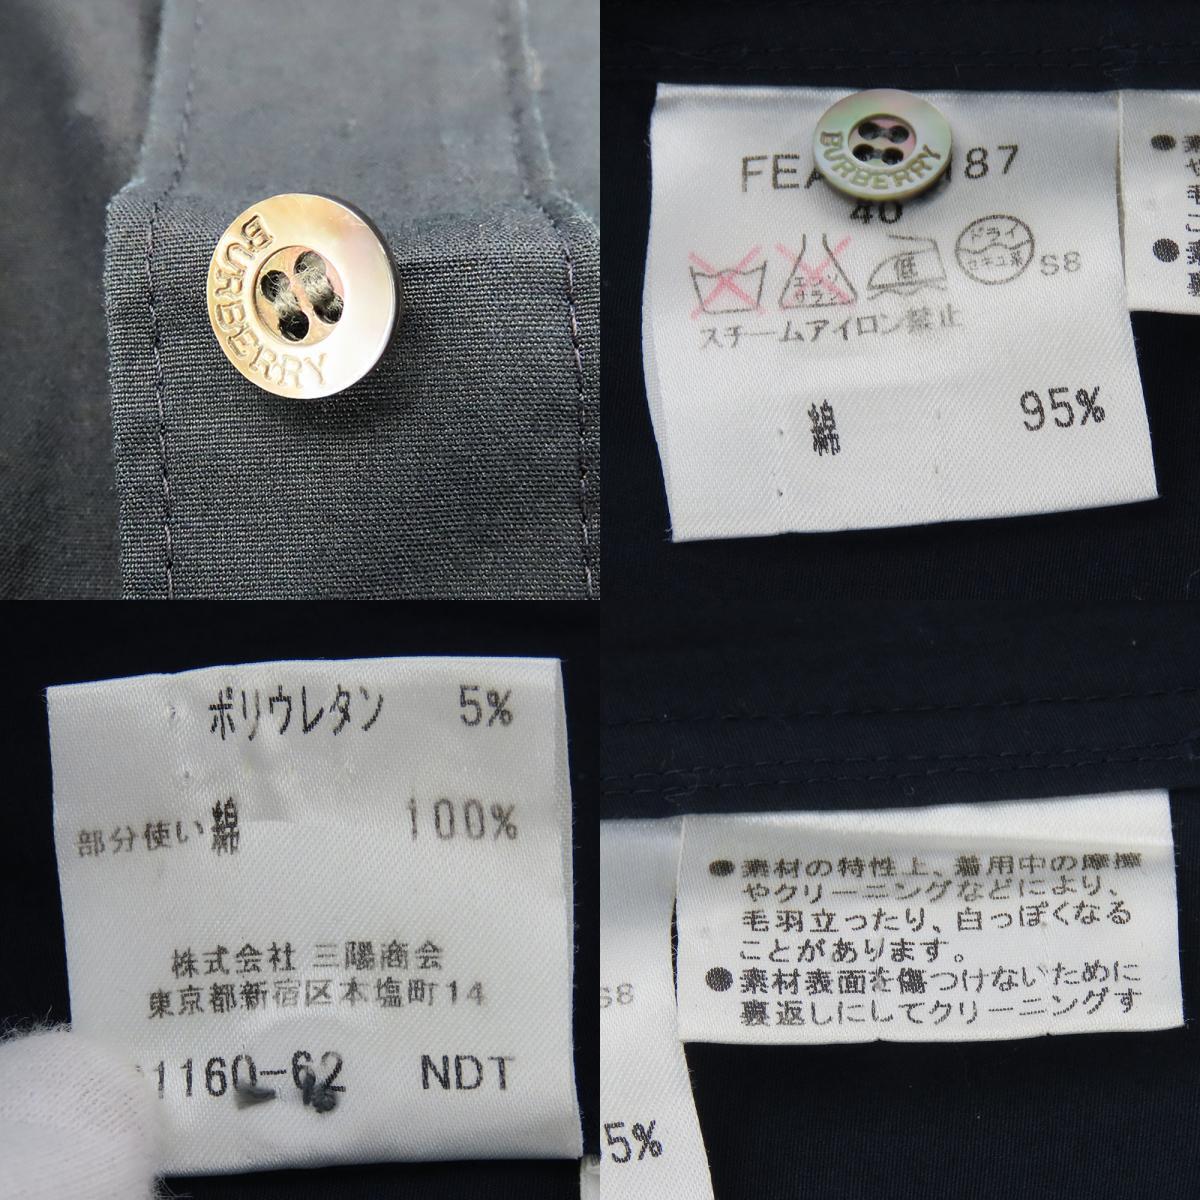 BURBERRY
BURBERRY
187
40
エンソ
サラシ
低
ドライ
セキユ系
S8
スチームアイロン禁止
綿 95%
ポリウレタン 5%
部分使い 綿 100%
株式会社 三陽商会
東京都新宿区本塩町14
1160-62 NDT
●素材の特性上、着用中の摩擦
やクリーニングなどにより、
毛羽立ったり、白っぽくなる
ことがあります。
●素材表面を傷つけないために
裏返しにしてクリーニングす
S8
5%